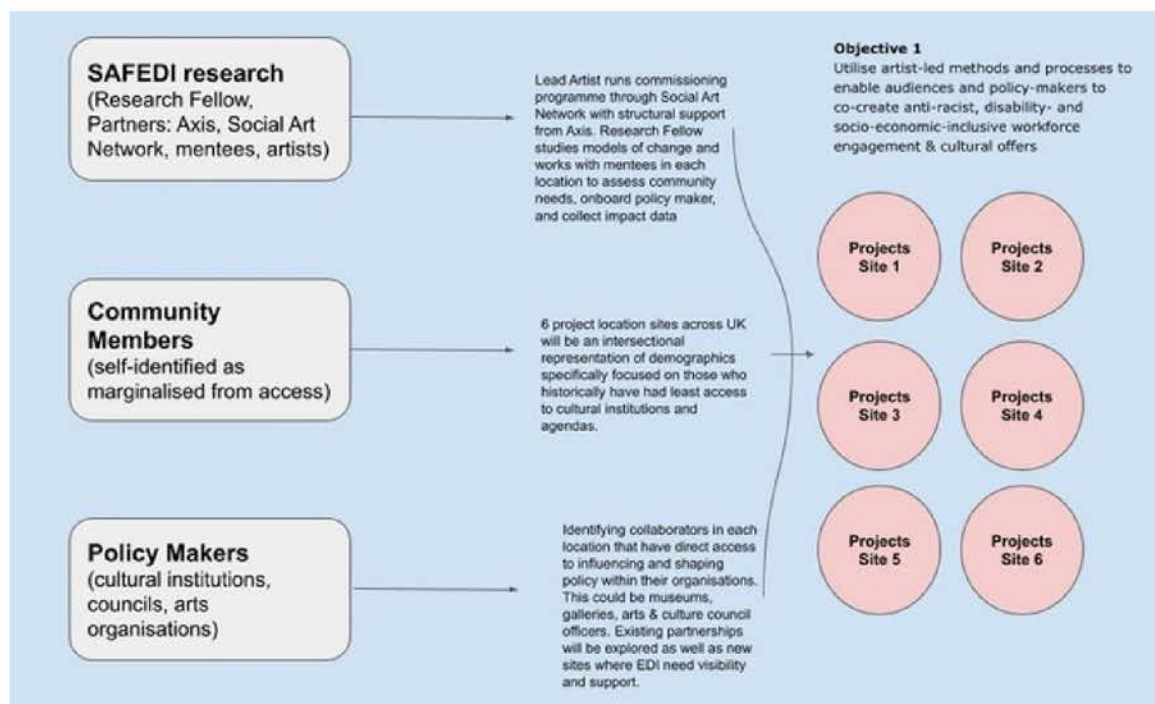 SAFEDI research
(Research Fellow,
Partners: Axis, Social Art
Network, mentees, artists)
Lead Artist runs commissioning
programme through Social Art
Network with structural support
from Axis. Research Fellow
studies models of change and
works with mentees in each
location to assess community
needs, onboard policy maker,
and collect impact data
Objective 1
Utilise artist-led methods and processes to
enable audiences and policy-makers to
co-create anti-racist, disability- and
socio-economic-inclusive workforce
engagement & cultural offers
Community
Members
(self-identified as
marginalised from access)
6 project location sites across UK
will be an intersectional
representation of demographics
specifically focused on those who
historically have had least access
to cultural institutions and
agendas.
Policy Makers
(cultural institutions,
councils, arts
organisations)
Identifying collaborators in each
location that have direct access
to influencing and shaping
policy within their organisations.
This could be museums,
galleries, arts & culture council
officers. Existing partnerships
will be explored as well as new
sites where EDI need visibility
and support.
Projects
Site 1
Projects
Site 2
Projects
Site 3
Projects
Site 4
Projects
Site 5
Projects
Site 6